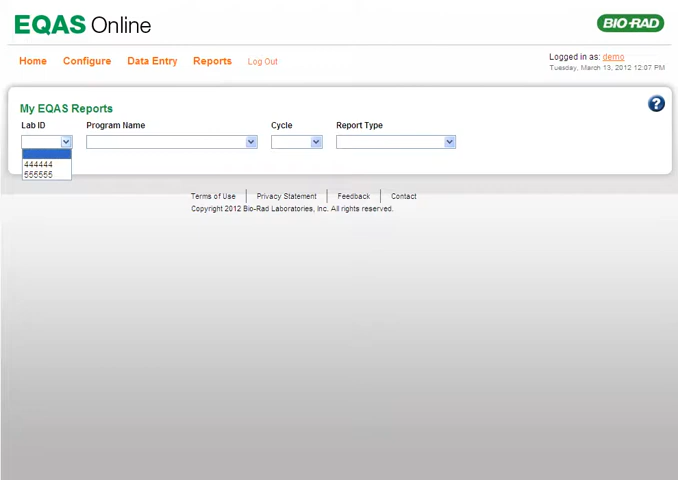 EQAS Online
BIO-RAD
Home Configure Data Entry Reports Log Out
Logged in as: demo
Tuesday, March 13, 2012 12:07 PM
My EQAS Reports
?
Lab ID Program Name Cycle Report Type
444444
555555
Terms of Use | Privacy Statement | Feedback | Contact
Copyright 2012 Bio-Rad Laboratories, Inc. All rights reserved.